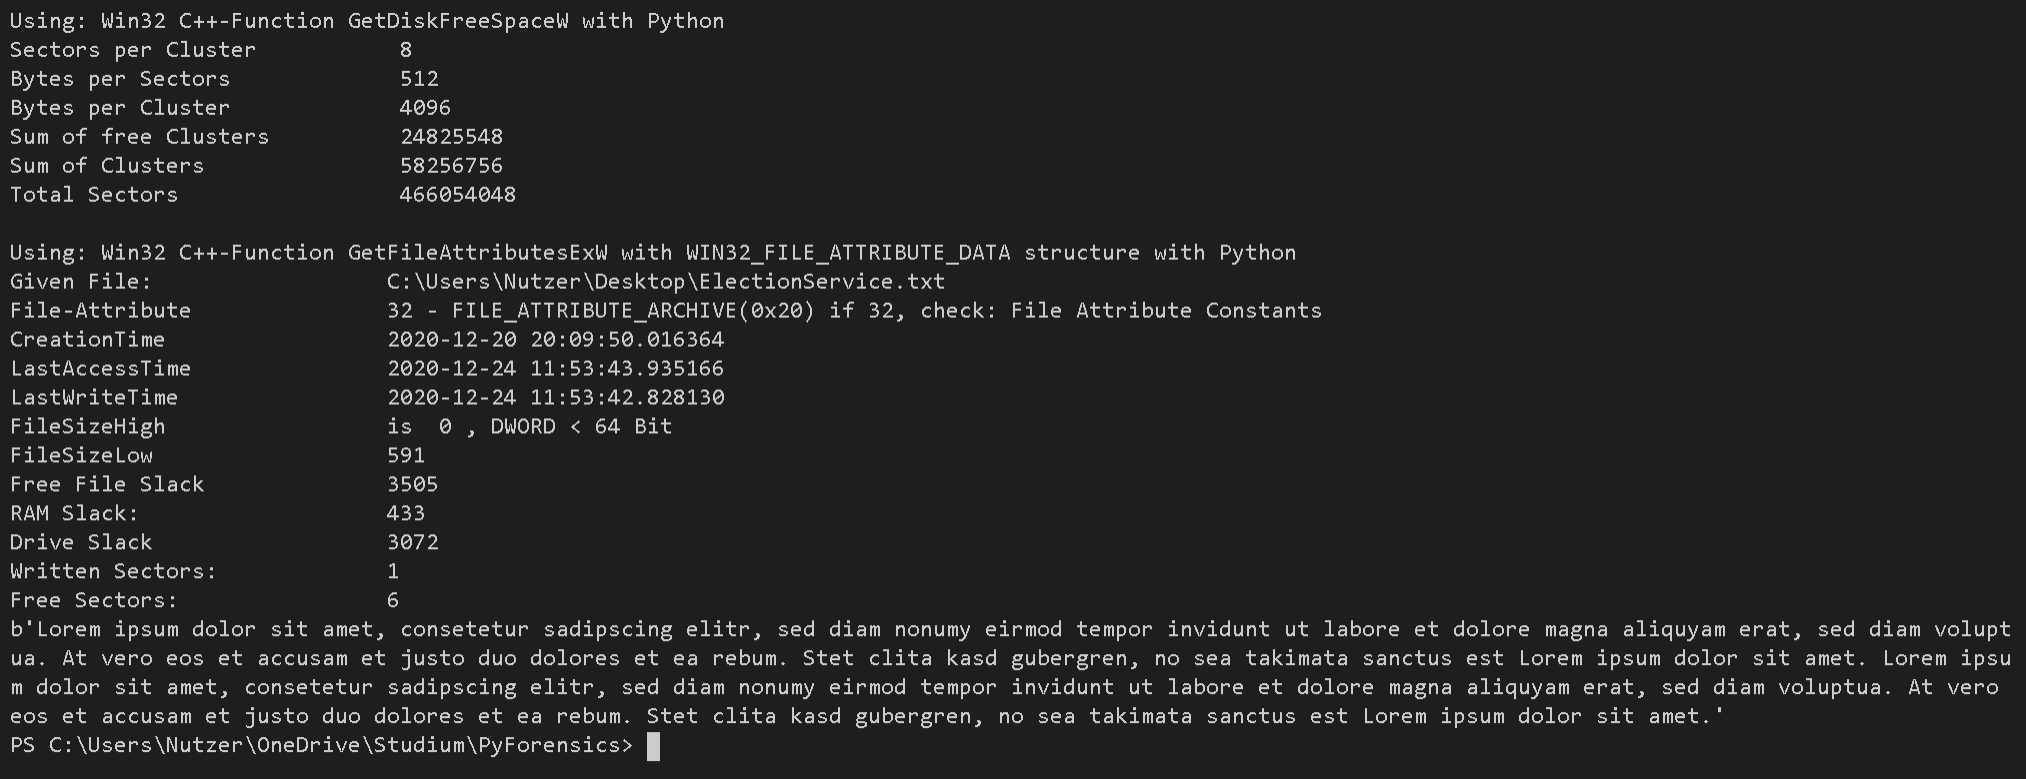 Using: Win32 C++-Function GetDiskFreeSpaceW with Python
Sectors per Cluster 8
Bytes per Sectors 512
Bytes per Cluster 4096
Sum of free Clusters 24825548
Sum of Clusters 58256756
Total Sectors 466054048
Using: Win32 C++-Function GetFileAttributesExW with WIN32_FILE_ATTRIBUTE_DATA structure with Python
Given File: C:\Users\Nutzer\Desktop\ElectionService.txt
File-Attribute 32 - FILE_ATTRIBUTE_ARCHIVE(0x20) if 32, check: File Attribute Constants
CreationTime 2020-12-20 20:09:50.016364
LastAccessTime 2020-12-24 11:53:43.935166
LastWriteTime 2020-12-24 11:53:42.828130
FileSizeHigh is 0 , DWORD < 64 Bit
FileSizeLow 591
Free File Slack 3505
RAM Slack: 433
Drive Slack 3072
Written Sectors: 1
Free Sectors: 6
b'Lorem ipsum dolor sit amet, consetetur sadipscing elitr, sed diam nonumy eirmod tempor invidunt ut labore et dolore magna aliquyam erat, sed diam volupt
ua. At vero eos et accusam et justo duo dolores et ea rebum. Stet clita kasd gubergren, no sea takimata sanctus est Lorem ipsum dolor sit amet. Lorem ipsu
m dolor sit amet, consetetur sadipscing elitr, sed diam nonumy eirmod tempor invidunt ut labore et dolore magna aliquyam erat, sed diam voluptua. At vero
eos et accusam et justo duo dolores et ea rebum. Stet clita kasd gubergren, no sea takimata sanctus est Lorem ipsum dolor sit amet.'
PS C:\Users\Nutzer\OneDrive\Studium\PyForensics>